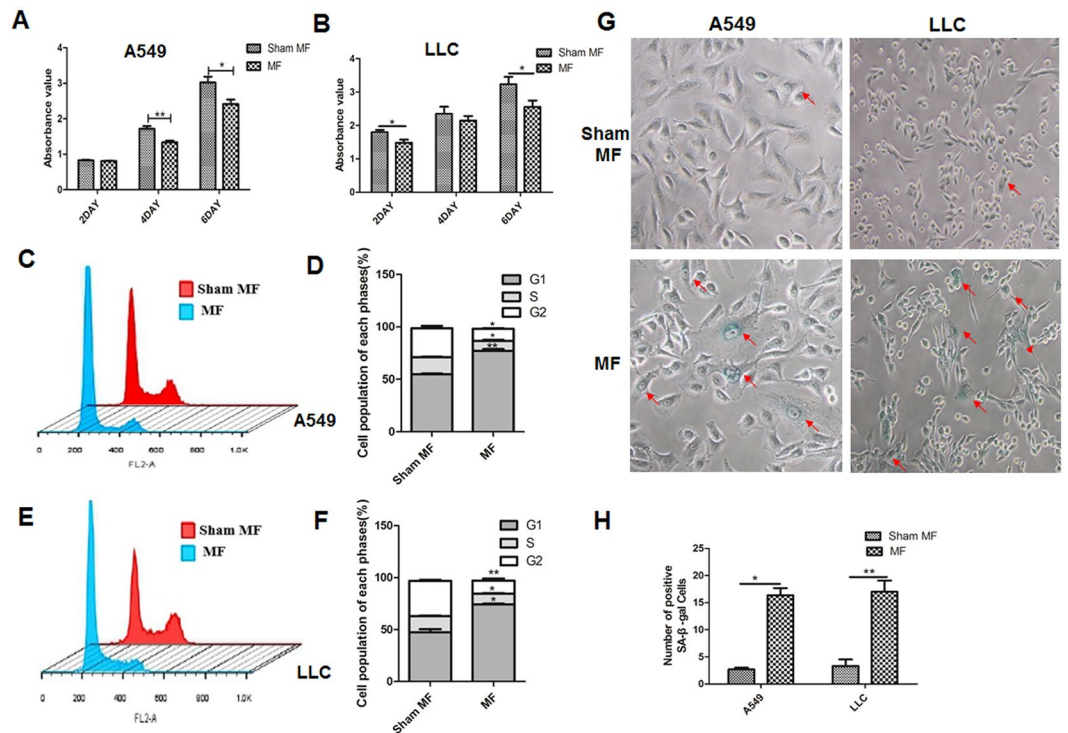 A
A549
Sham MF
MF
Absorbance value
5
4
3
2
1
0
**
*
2DAY
4DAY
6DAY
B
LLC
Sham MF
MF
Absorbance value
4
3
2
1
0
*
*
2DAY
4DAY
6DAY
C
Sham MF
MF
A549
0 200 400 600 800 1.0K
FL2-A
D
Cell population of each phases(%)
150
100
50
0
G1
S
G2
*
*
**
Sham MF
MF
E
Sham MF
MF
LLC
0 200 400 600 800 1.0K
FL2-A
F
Cell population of each phases(%)
150
100
50
0
G1
S
G2
**
*
*
Sham MF
MF
G
A549
LLC
Sham
MF
MF
H
Sham MF
MF
Number of positive
SA-β -gal Cells
25
20
15
10
5
0
*
**
A549
LLC